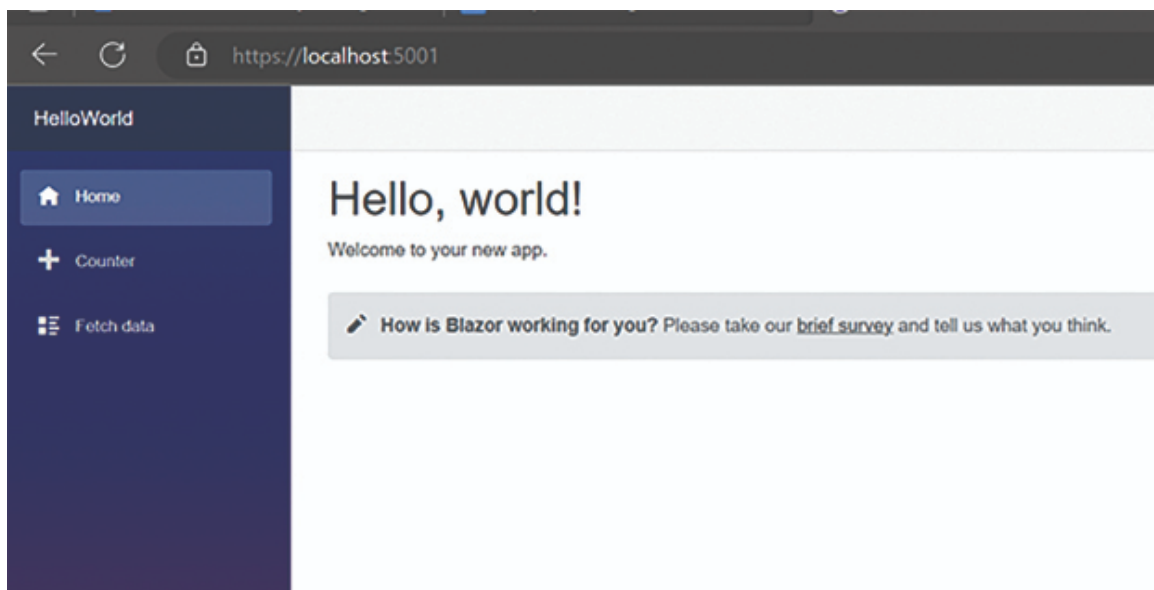 https://localhost:5001
HelloWorld
Home
Counter
Fetch data
Hello, world!
Welcome to your new app.
How is Blazor working for you? Please take our brief survey and tell us what you think.